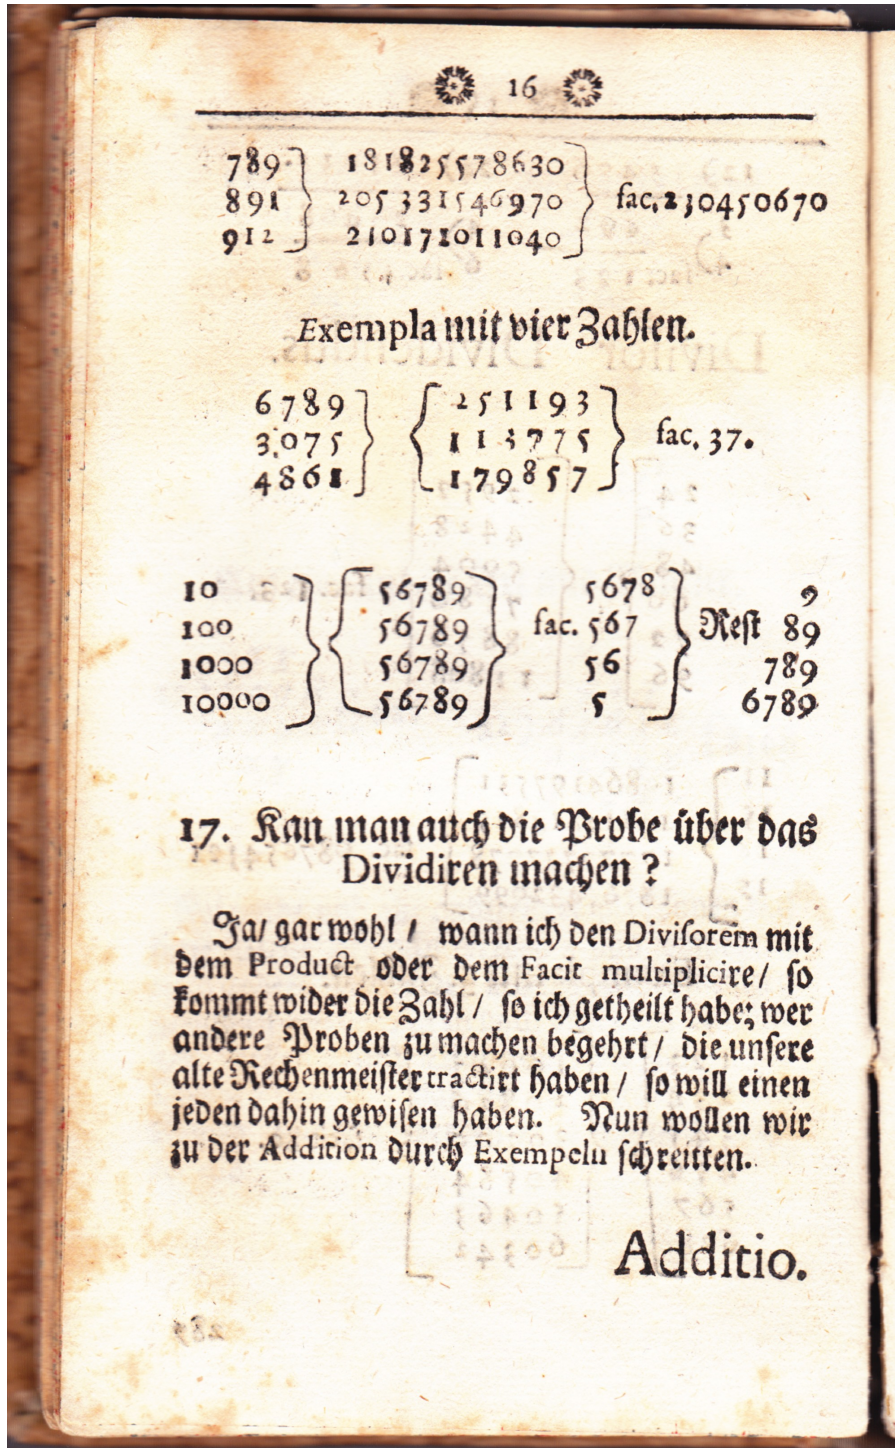 16
789 } 181825578630 }
891 } 205331546970 } fac. 230450670
912 } 210171011040 }
Exempla mit vier Zahlen.
6789 } { 251193 }
3075 } { 113775 } fac. 37.
4861 } { 179857 }
10 } { 56789 } 5678 } 9
100 } { 56789 } fac. 567 } Rest 89
1000 } { 56789 } 56 } 789
10000 } { 56789 } 5 } 6789
17. Kan man auch die Probe über das
Dividiren machen?
Ja/ gar wohl / wann ich den Divisorem mit
dem Product oder dem Facit multiplicire/ so
kommt wider die Zahl / so ich getheilt habe; wer
andere Proben zu machen begehrt / die unsere
alte Rechenmeister tractirt haben / so will einen
jeden dahin gewisen haben. Nun wollen wir
zu der Addition durch Exempeln schreitten.
Additio.